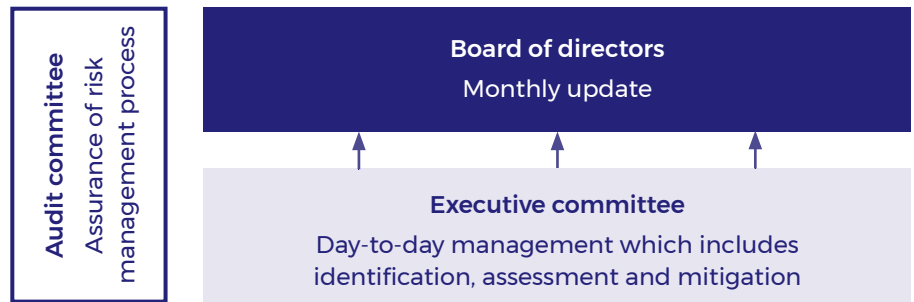 Audit committee
Assurance of risk
management process
Board of directors
Monthly update
Executive committee
Day-to-day management which includes
identification, assessment and mitigation